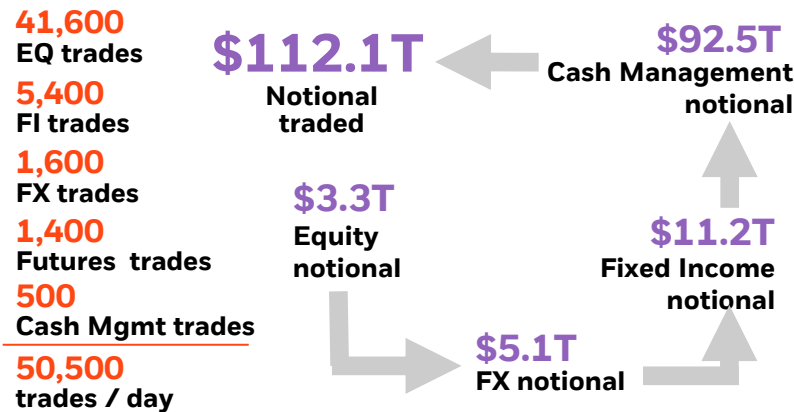 41,600
EQ trades
5,400
FI trades
1,600
FX trades
1,400
Futures trades
500
Cash Mgmt trades
50,500
trades / day
$112.1T
Notional
traded
$3.3T
Equity
notional
$5.1T
FX notional
$11.2T
Fixed Income
notional
$92.5T
Cash Management
notional